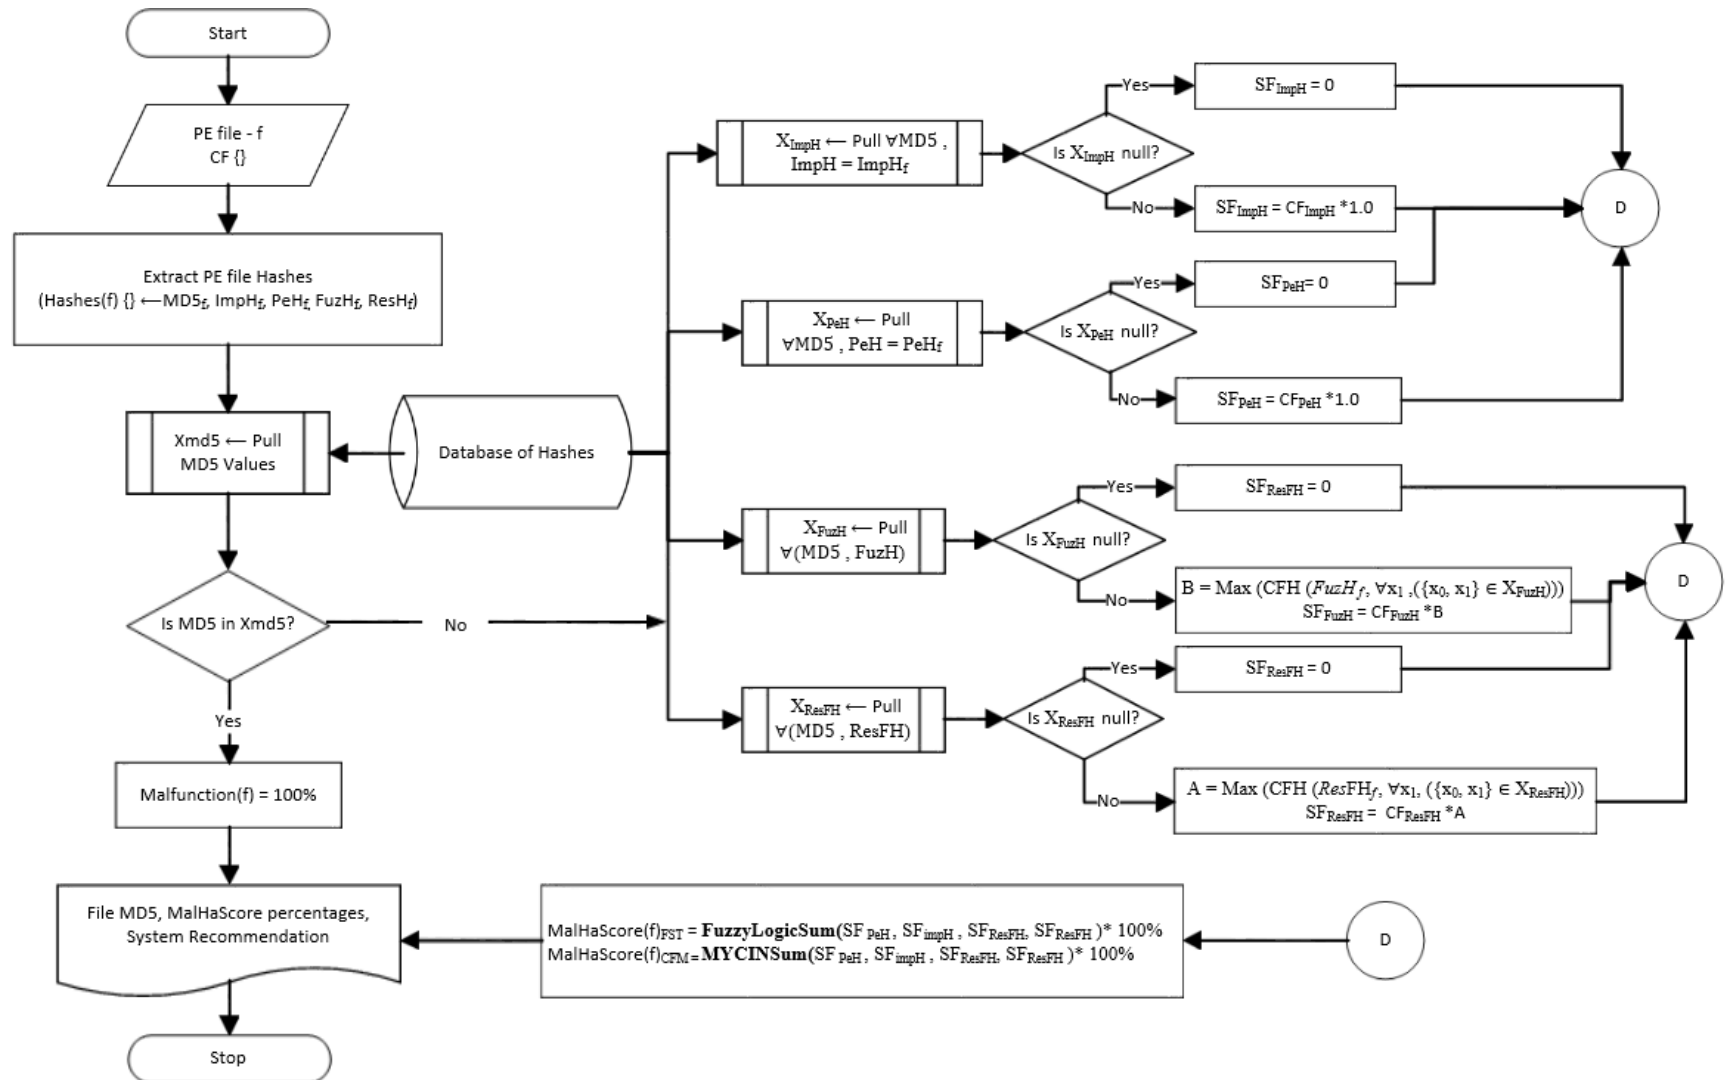 Start
PE file - f
CF {}
Extract PE file Hashes
(Hashes(f) {} ←MD5f, ImpHf, PeHf, FuzHf, ResHf)
Xmd5 ← Pull
MD5 Values
Database of Hashes
Is MD5 in Xmd5?
No
Yes
Malfunction(f) = 100%
File MD5, MalHaScore percentages,
System Recommendation
Stop
XImpH ← Pull ∀MD5 ,
ImpH = ImpHf
Is XImpH null?
Yes
SFImpH = 0
No
SFImpH = CFImpH *1.0
D
XPeH ← Pull
∀MD5 , PeH = PeHf
Is XPeH null?
Yes
SFPeH= 0
No
SFPeH = CFPeH *1.0
XFuzH ← Pull
∀(MD5 , FuzH)
Is XFuzH null?
Yes
SFResFH = 0
No
B = Max (CFH (FuzHf, ∀x1 ,({x0, x1} ∈ XFuzH)))
SFFuzH = CFFuzH *B
D
XResFH ← Pull
∀(MD5 , ResFH)
Is XResFH null?
Yes
SFResFH = 0
No
A = Max (CFH (ResFHf, ∀x1, ({x0, x1} ∈ XResFH)))
SFResFH = CFResFH *A
MalHaScore(f)FST = FuzzyLogicSum(SF PeH , SFimpH , SFResFH, SFResFH )* 100%
MalHaScore(f)CFM = MYCINSum(SF PeH , SFimpH , SFResFH, SFResFH )* 100%
D